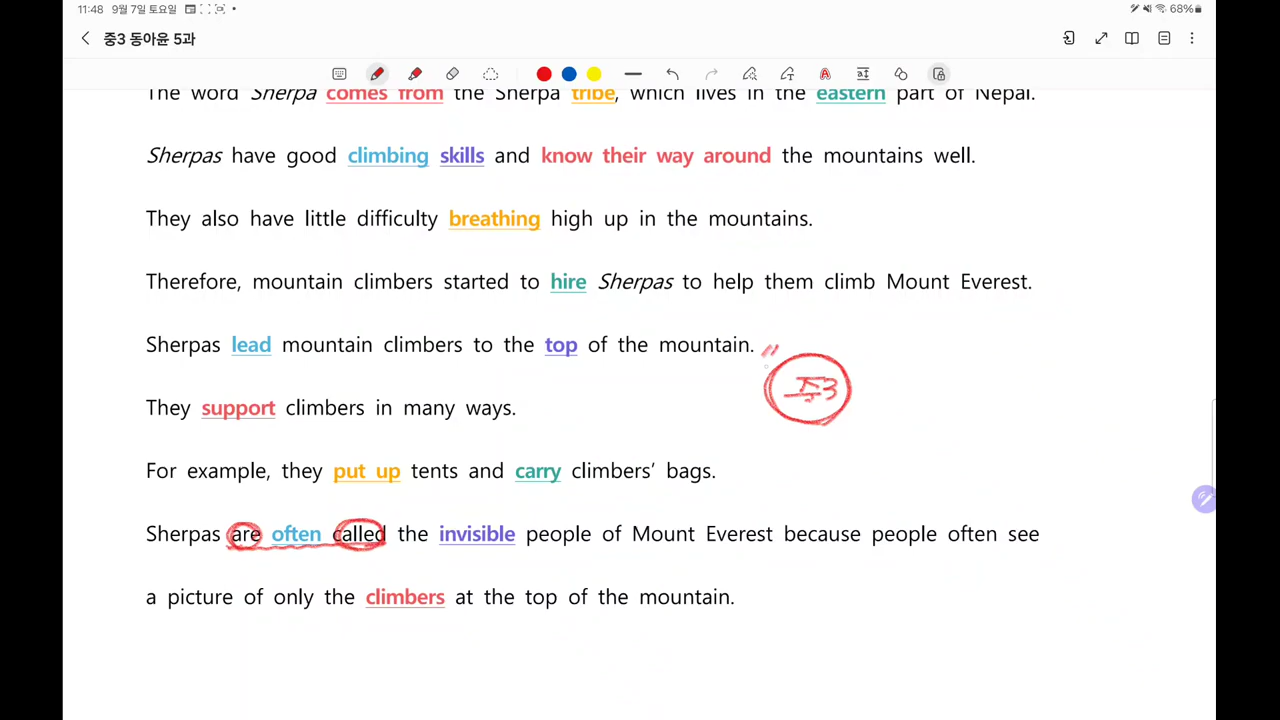 11:48 9월 7일 토요일 68%
중3 동아윤 5과
The word Sherpa comes from the Sherpa tribe, which lives in the eastern part of Nepal.
Sherpas have good climbing skills and know their way around the mountains well.
They also have little difficulty breathing high up in the mountains.
Therefore, mountain climbers started to hire Sherpas to help them climb Mount Everest.
Sherpas lead mountain climbers to the top of the mountain.
중3
They support climbers in many ways.
For example, they put up tents and carry climbers’ bags.
Sherpas are often called the invisible people of Mount Everest because people often see
a picture of only the climbers at the top of the mountain.